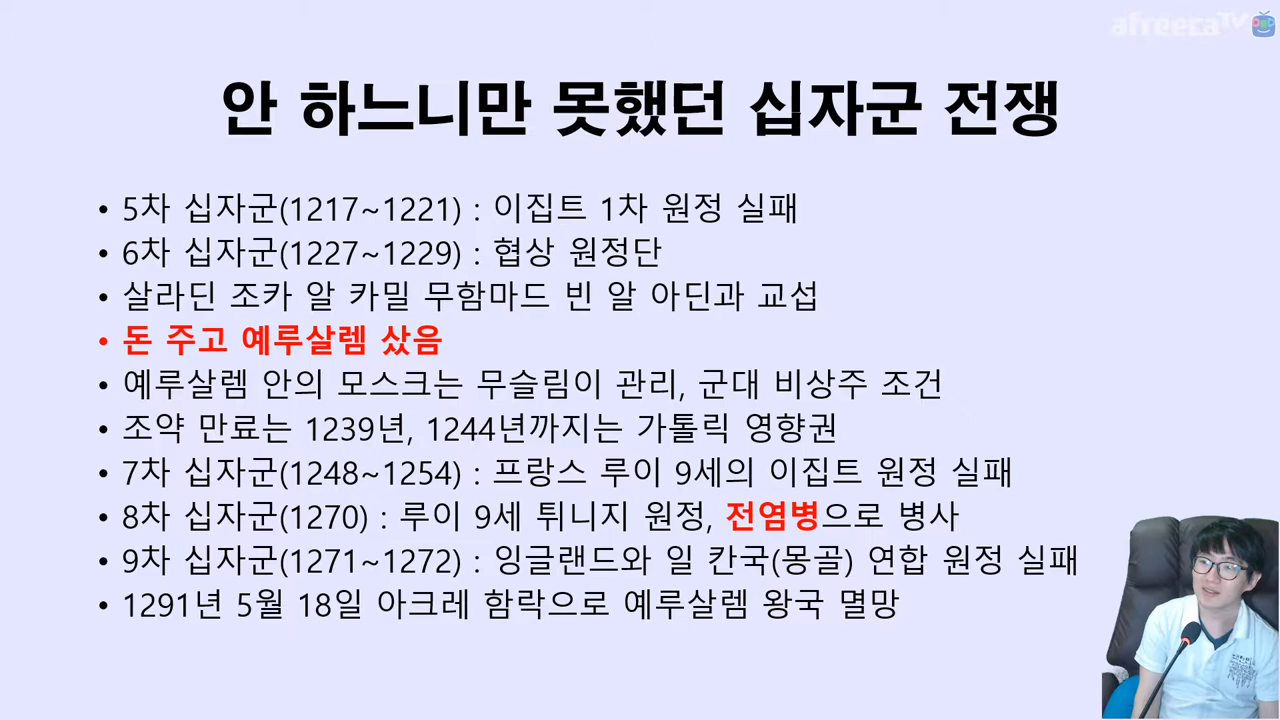 afreecaTV
안 하느니만 못했던 십자군 전쟁
• 5차 십자군(1217~1221) : 이집트 1차 원정 실패
• 6차 십자군(1227~1229) : 협상 원정단
• 살라딘 조카 알 카밀 무함마드 빈 알 아딘과 교섭
• 돈 주고 예루살렘 샀음
• 예루살렘 안의 모스크는 무슬림이 관리, 군대 비상주 조건
• 조약 만료는 1239년, 1244년까지는 가톨릭 영향권
• 7차 십자군(1248~1254) : 프랑스 루이 9세의 이집트 원정 실패
• 8차 십자군(1270) : 루이 9세 튀니지 원정, 전염병으로 병사
• 9차 십자군(1271~1272) : 잉글랜드와 일 칸국(몽골) 연합 원정 실패
• 1291년 5월 18일 아크레 함락으로 예루살렘 왕국 멸망